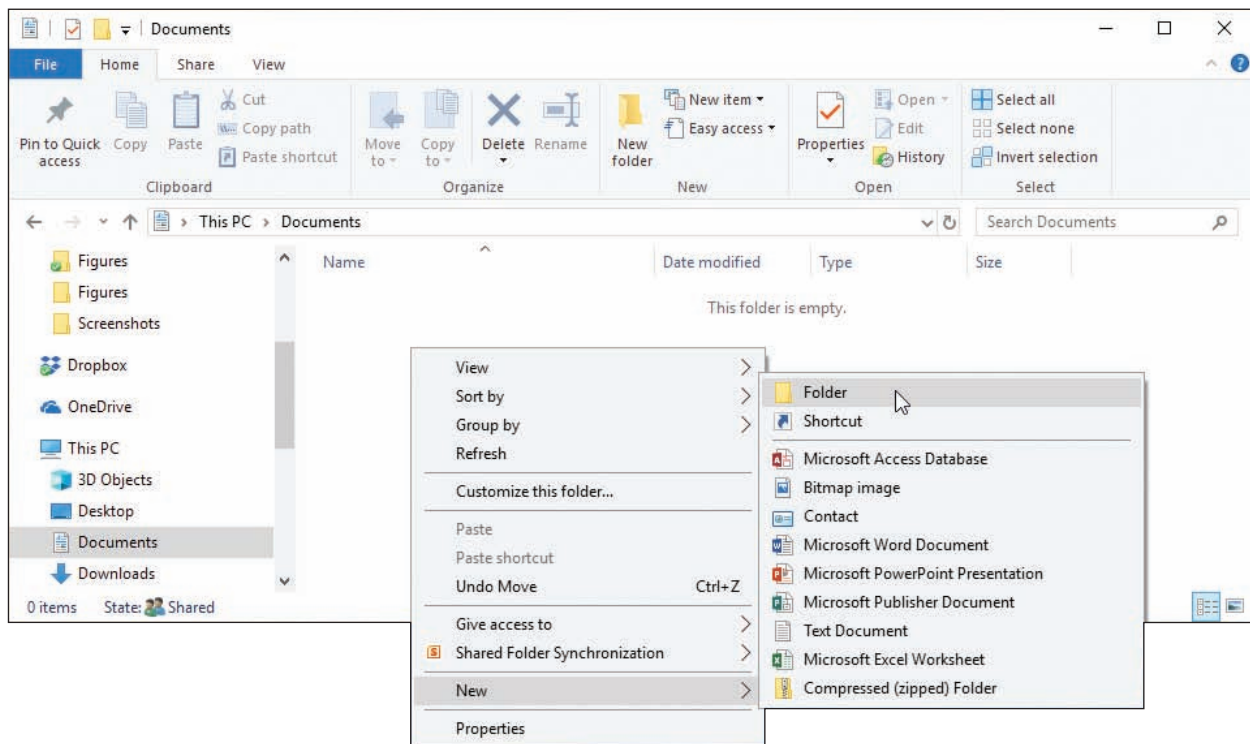 Documents
File Home Share View
Pin to Quick access
Copy
Paste
Cut
Copy path
Paste shortcut
Clipboard
Move to
Copy to
Delete
Rename
Organize
New folder
New item
Easy access
New
Properties
Open
Edit
History
Open
Select all
Select none
Invert selection
Select
This PC > Documents
Search Documents
Figures
Figures
Screenshots
Dropbox
OneDrive
This PC
3D Objects
Desktop
Documents
Downloads
Name Date modified Type Size
This folder is empty.
View
Sort by
Group by
Refresh
Customize this folder...
Paste
Paste shortcut
Undo Move Ctrl+Z
Give access to
Shared Folder Synchronization
New
Properties
Folder
Shortcut
Microsoft Access Database
Bitmap image
Contact
Microsoft Word Document
Microsoft PowerPoint Presentation
Microsoft Publisher Document
Text Document
Microsoft Excel Worksheet
Compressed (zipped) Folder
0 items State: Shared